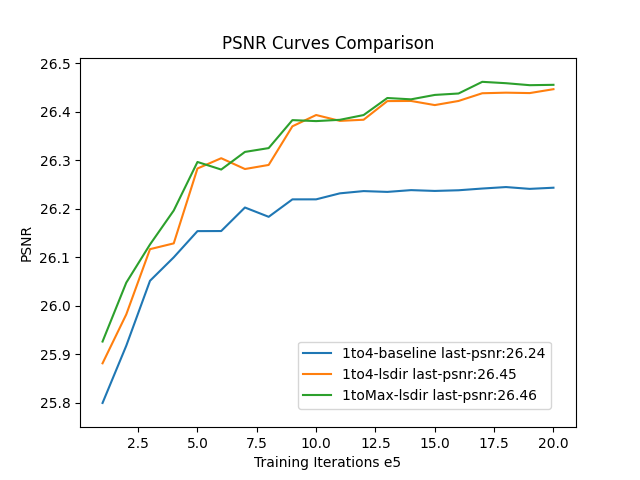 PSNR Curves Comparison
26.5
26.4
26.3
26.2
26.1
26.0
25.9
25.8
PSNR
1to4-baseline last-psnr:26.24
1to4-lsdir last-psnr:26.45
1toMax-lsdir last-psnr:26.46
2.5 5.0 7.5 10.0 12.5 15.0 17.5 20.0
Training Iterations e5